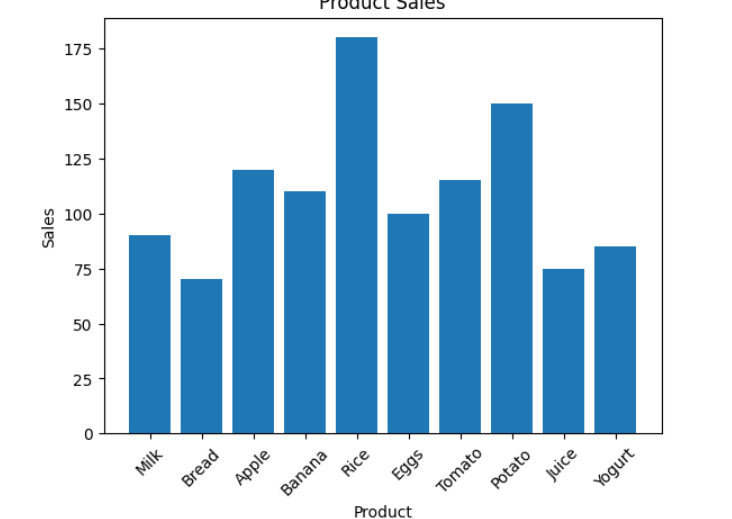 Product Sales
175
150
125
100
75
50
25
0
Sales
Milk
Bread
Apple
Banana
Rice
Eggs
Tomato
Potato
Juice
Yogurt
Product